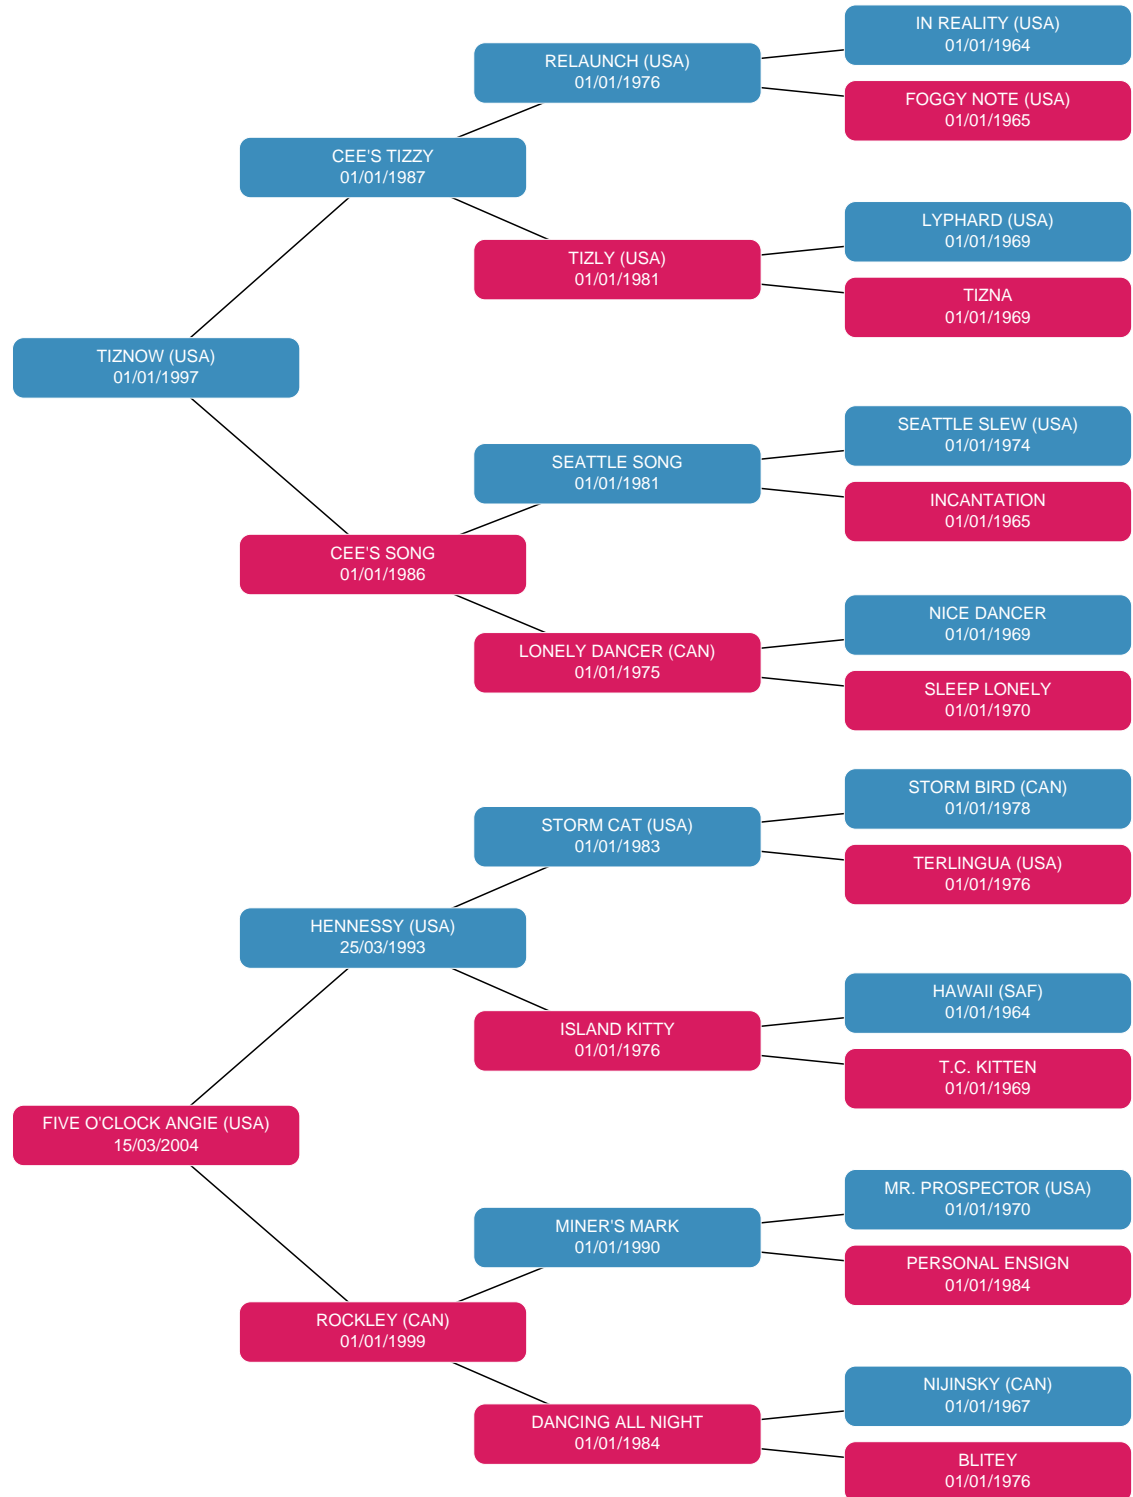 IN REALITY (USA)
01/01/1964
RELAUNCH (USA)
01/01/1976
FOGGY NOTE (USA)
01/01/1965
CEE'S TIZZY
01/01/1987
LYPHARD (USA)
01/01/1969
TIZLY (USA)
01/01/1981
TIZNA
01/01/1969
TIZNOW (USA)
01/01/1997
SEATTLE SLEW (USA)
01/01/1974
SEATTLE SONG
01/01/1981
INCANTATION
01/01/1965
CEE'S SONG
01/01/1986
NICE DANCER
01/01/1969
LONELY DANCER (CAN)
01/01/1975
SLEEP LONELY
01/01/1970
STORM BIRD (CAN)
01/01/1978
STORM CAT (USA)
01/01/1983
TERLINGUA (USA)
01/01/1976
HENNESSY (USA)
25/03/1993
HAWAII (SAF)
01/01/1964
ISLAND KITTY
01/01/1976
T.C. KITTEN
01/01/1969
FIVE O'CLOCK ANGIE (USA)
15/03/2004
MR. PROSPECTOR (USA)
01/01/1970
MINER'S MARK
01/01/1990
PERSONAL ENSIGN
01/01/1984
ROCKLEY (CAN)
01/01/1999
NIJINSKY (CAN)
01/01/1967
DANCING ALL NIGHT
01/01/1984
BLITEY
01/01/1976